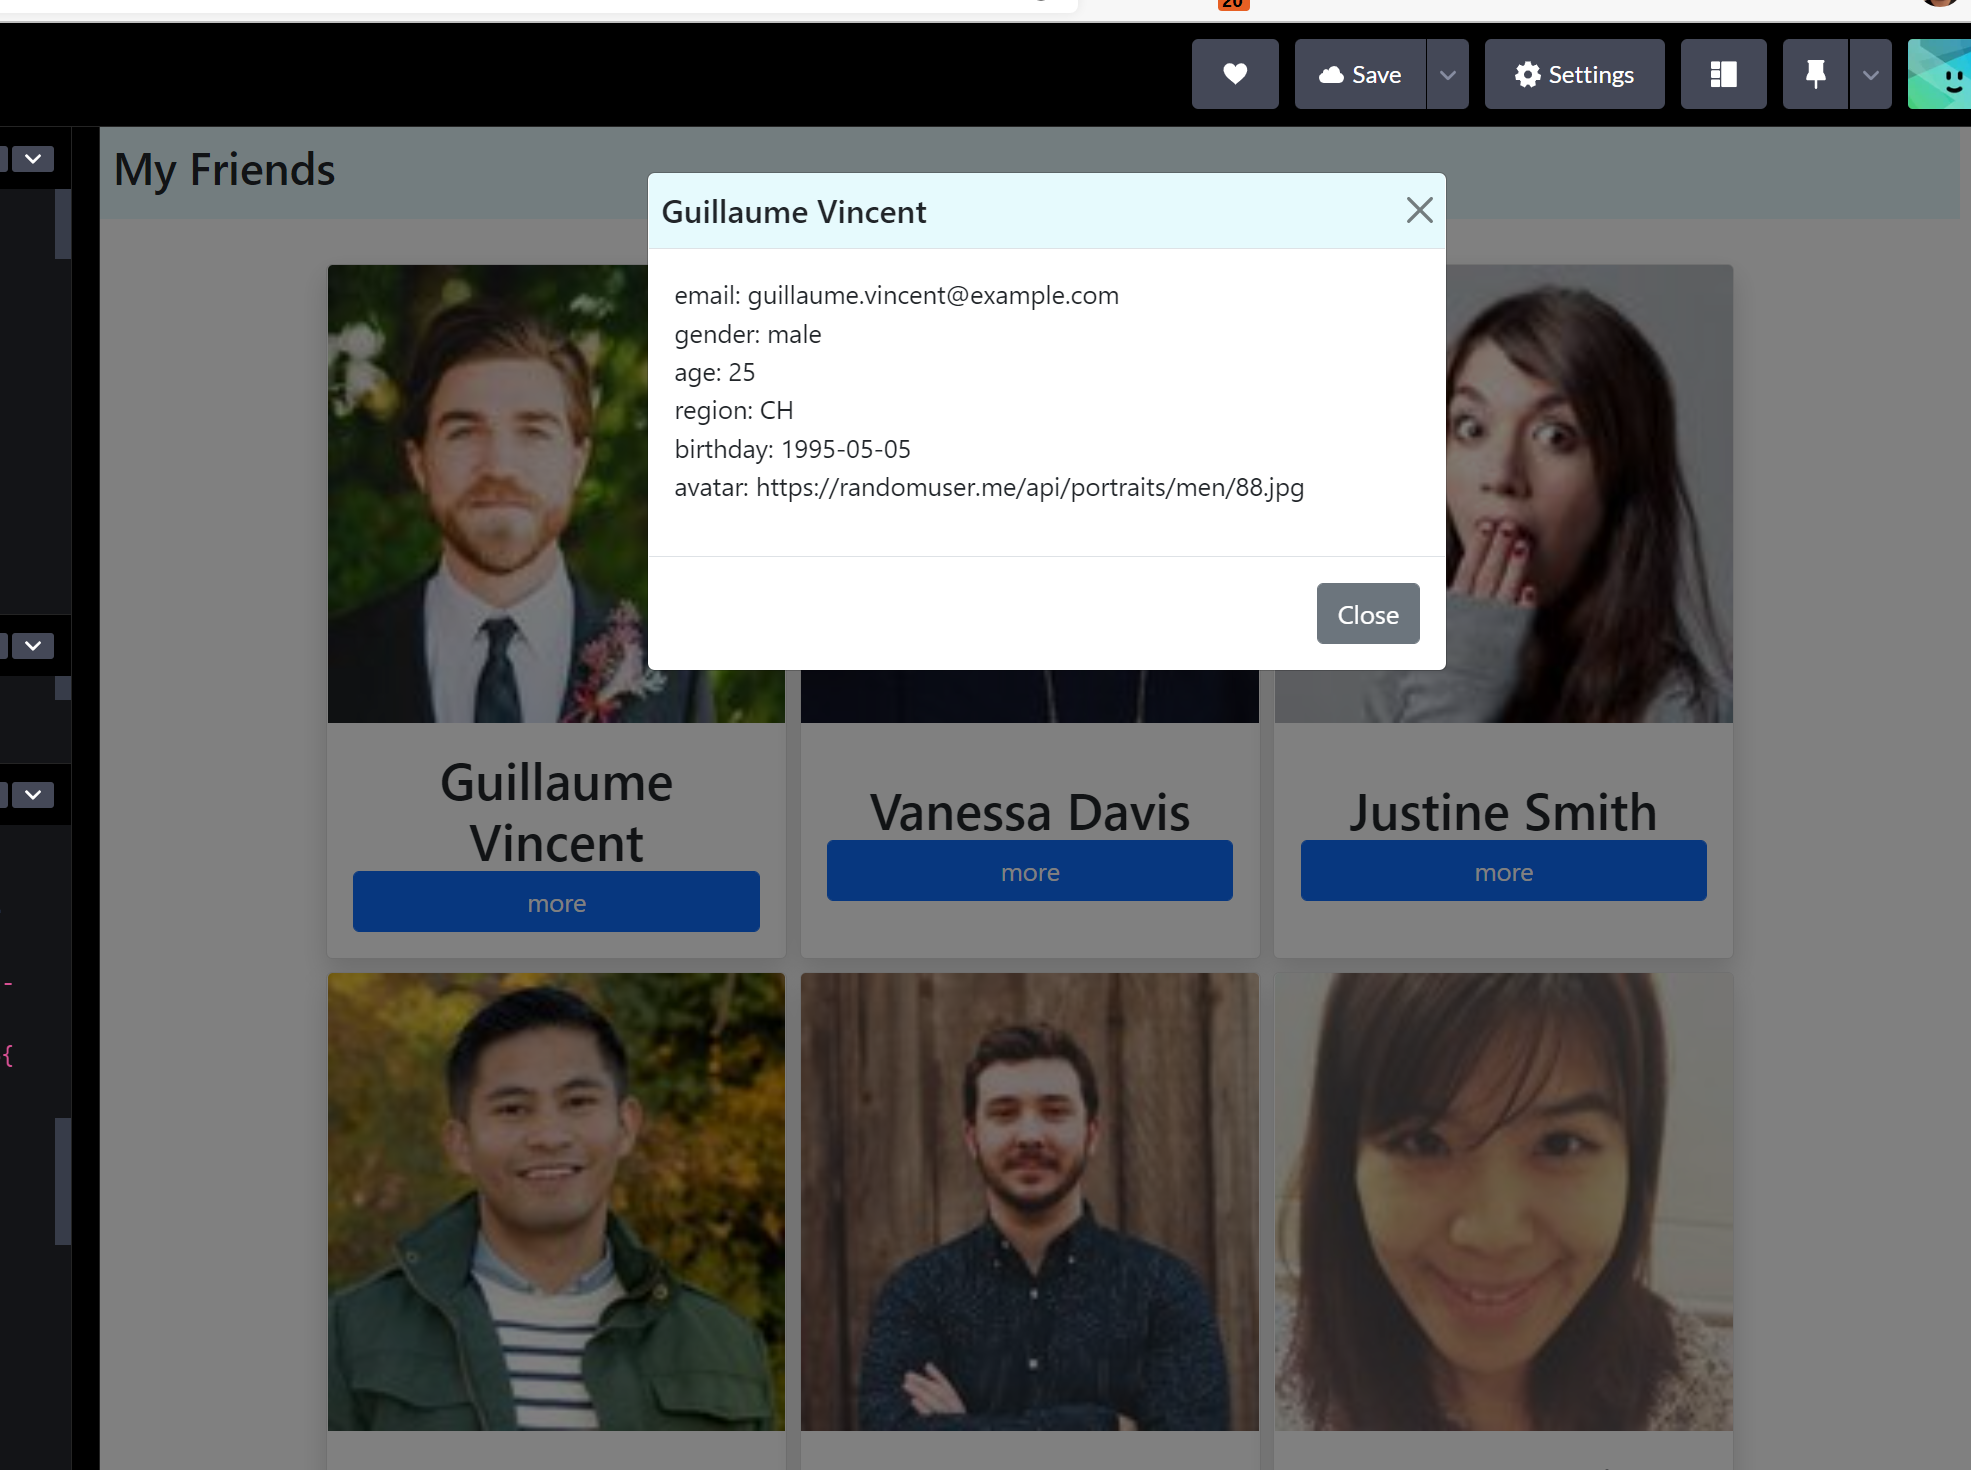 20
Save
Settings
My Friends
Guillaume Vincent
email: guillaume.vincent@example.com
gender: male
age: 25
region: CH
birthday: 1995-05-05
avatar: https://randomuser.me/api/portraits/men/88.jpg
Close
Guillaume
Vincent
more
Vanessa Davis
more
Justine Smith
more
-
{